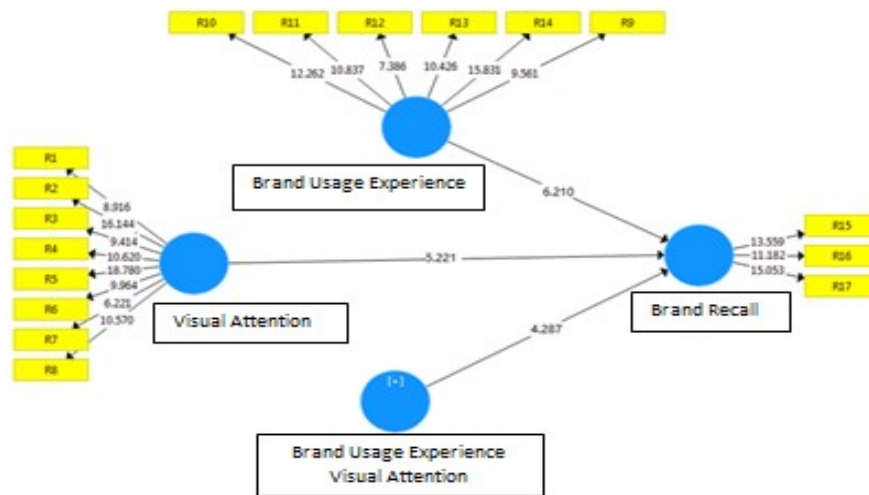 R10
R11
R12
R13
R14
R9
12.262
10.837
7.386
10.426
15.831
9.561
Brand Usage Experience
R1
R2
R3
R4
R5
R6
R7
R8
8.916
16.144
9.414
10.620
18.780
9.964
6.221
10.570
Visual Attention
6.210
5.221
4.287
R15
R16
R17
13.559
11.182
15.053
Brand Recall
[+]
Brand Usage Experience
Visual Attention